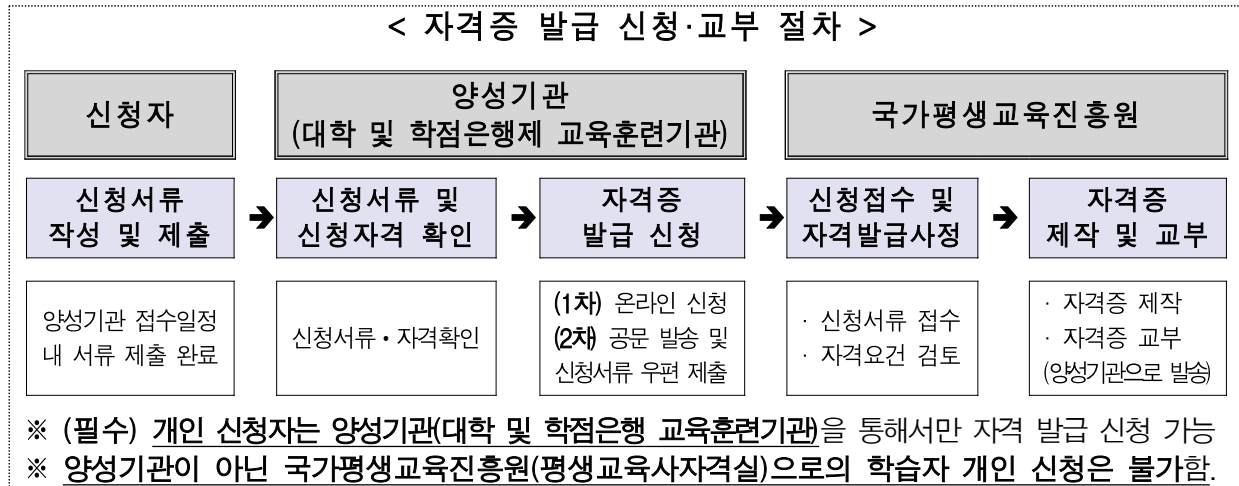 < 자격증 발급 신청·교부 절차 >
신청자
양성기관
(대학 및 학점은행제 교육훈련기관)
국가평생교육진흥원
신청서류
작성 및 제출
➔
신청서류 및
신청자격 확인
➔
자격증
발급 신청
➔
신청접수 및
자격발급사정
➔
자격증
제작 및 교부
양성기관 접수일정
내 서류 제출 완료
신청서류·자격확인
(1차) 온라인 신청
(2차) 공문 발송 및
신청서류 우편 제출
· 신청서류 접수
· 자격요건 검토
· 자격증 제작
· 자격증 교부
(양성기관으로 발송)
※ (필수) 개인 신청자는 양성기관(대학 및 학점은행 교육훈련기관)을 통해서만 자격 발급 신청 가능
※ 양성기관이 아닌 국가평생교육진흥원(평생교육사자격실)으로의 학습자 개인 신청은 불가함.